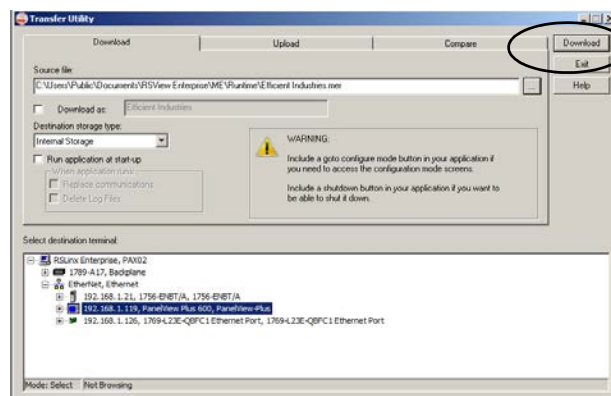 Transfer Utility
Download Upload Compare Download
Exit
Help
Source file:
C:\Users\Public\Documents\RSView Enterprise\ME\Runtime\Efficient Industries.mer ...
Download as: Efficient Industries
Destination storage type:
Internal Storage
Run application at start-up
When application runs:
Replace communications
Delete Log Files
WARNING:
Include a goto configure mode button in your application if
you need to access the configuration mode screens.
Include a shutdown button in your application if you want to
be able to shut it down.
Select destination terminal:
RSLinx Enterprise, PAX02
1789-A17, Backplane
EtherNet, Ethernet
192.168.1.21, 1756-ENBT/A, 1756-ENBT/A
192.168.1.119, PanelView Plus 600, PanelView-Plus
192.168.1.126, 1769-L23E-QBFC1 Ethernet Port, 1769-L23E-QBFC1 Ethernet Port
Mode: Select Not Browsing